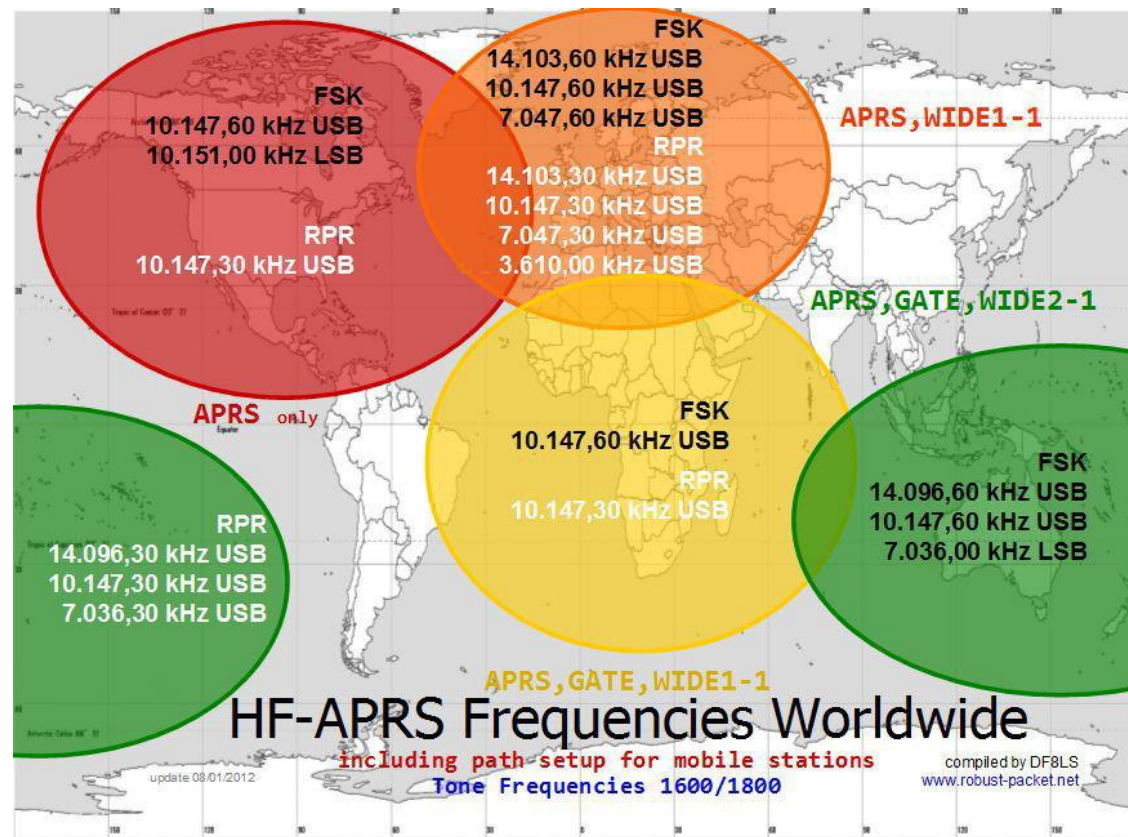 FSK
14.103,60 kHz USB
10.147,60 kHz USB
7.047,60 kHz USB
RPR
14.103,30 kHz USB
10.147,30 kHz USB
7.047,30 kHz USB
3.610,00 kHz USB
APRS,WIDE1-1
FSK
10.147,60 kHz USB
10.151,00 kHz LSB
RPR
10.147,30 kHz USB
Tropic of Cancer (23° 27')
APRS only
Equator
APRS,GATE,WIDE2-1
FSK
10.147,60 kHz USB
RPR
10.147,30 kHz USB
APRS,GATE,WIDE1-1
FSK
14.096,60 kHz USB
10.147,60 kHz USB
7.036,00 kHz LSB
RPR
14.096,30 kHz USB
10.147,30 kHz USB
7.036,30 kHz USB
HF-APRS Frequencies Worldwide
including path setup for mobile stations
Tone Frequencies 1600/1800
update 08/01/2012
compiled by DF8LS
www.robust-packet.net